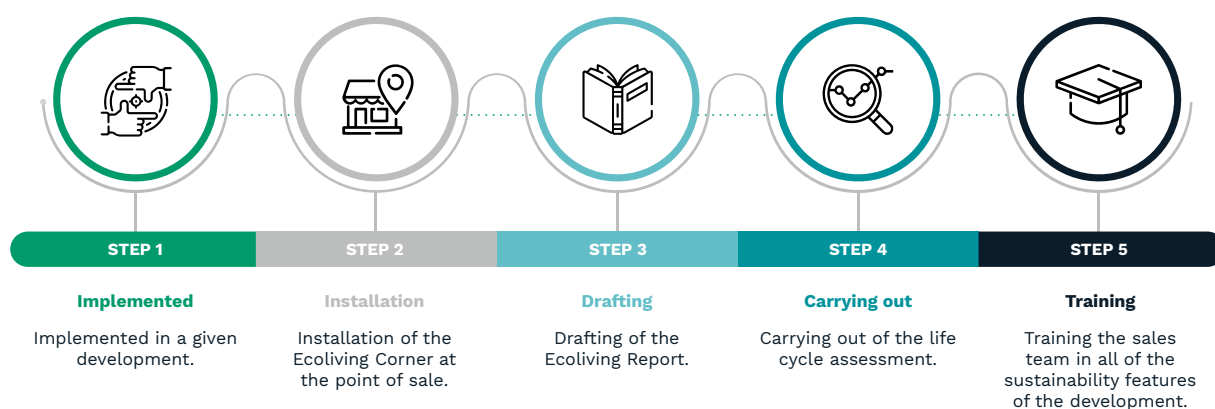 STEP 1
STEP 2
STEP 3
STEP 4
STEP 5
Implemented
Implemented in a given
development.
Installation
Installation of the
Ecoliving Corner at
the point of sale.
Drafting
Drafting of the
Ecoliving Report.
Carrying out
Carrying out of the life
cycle assessment.
Training
Training the sales
team in all of the
sustainability features
of the development.